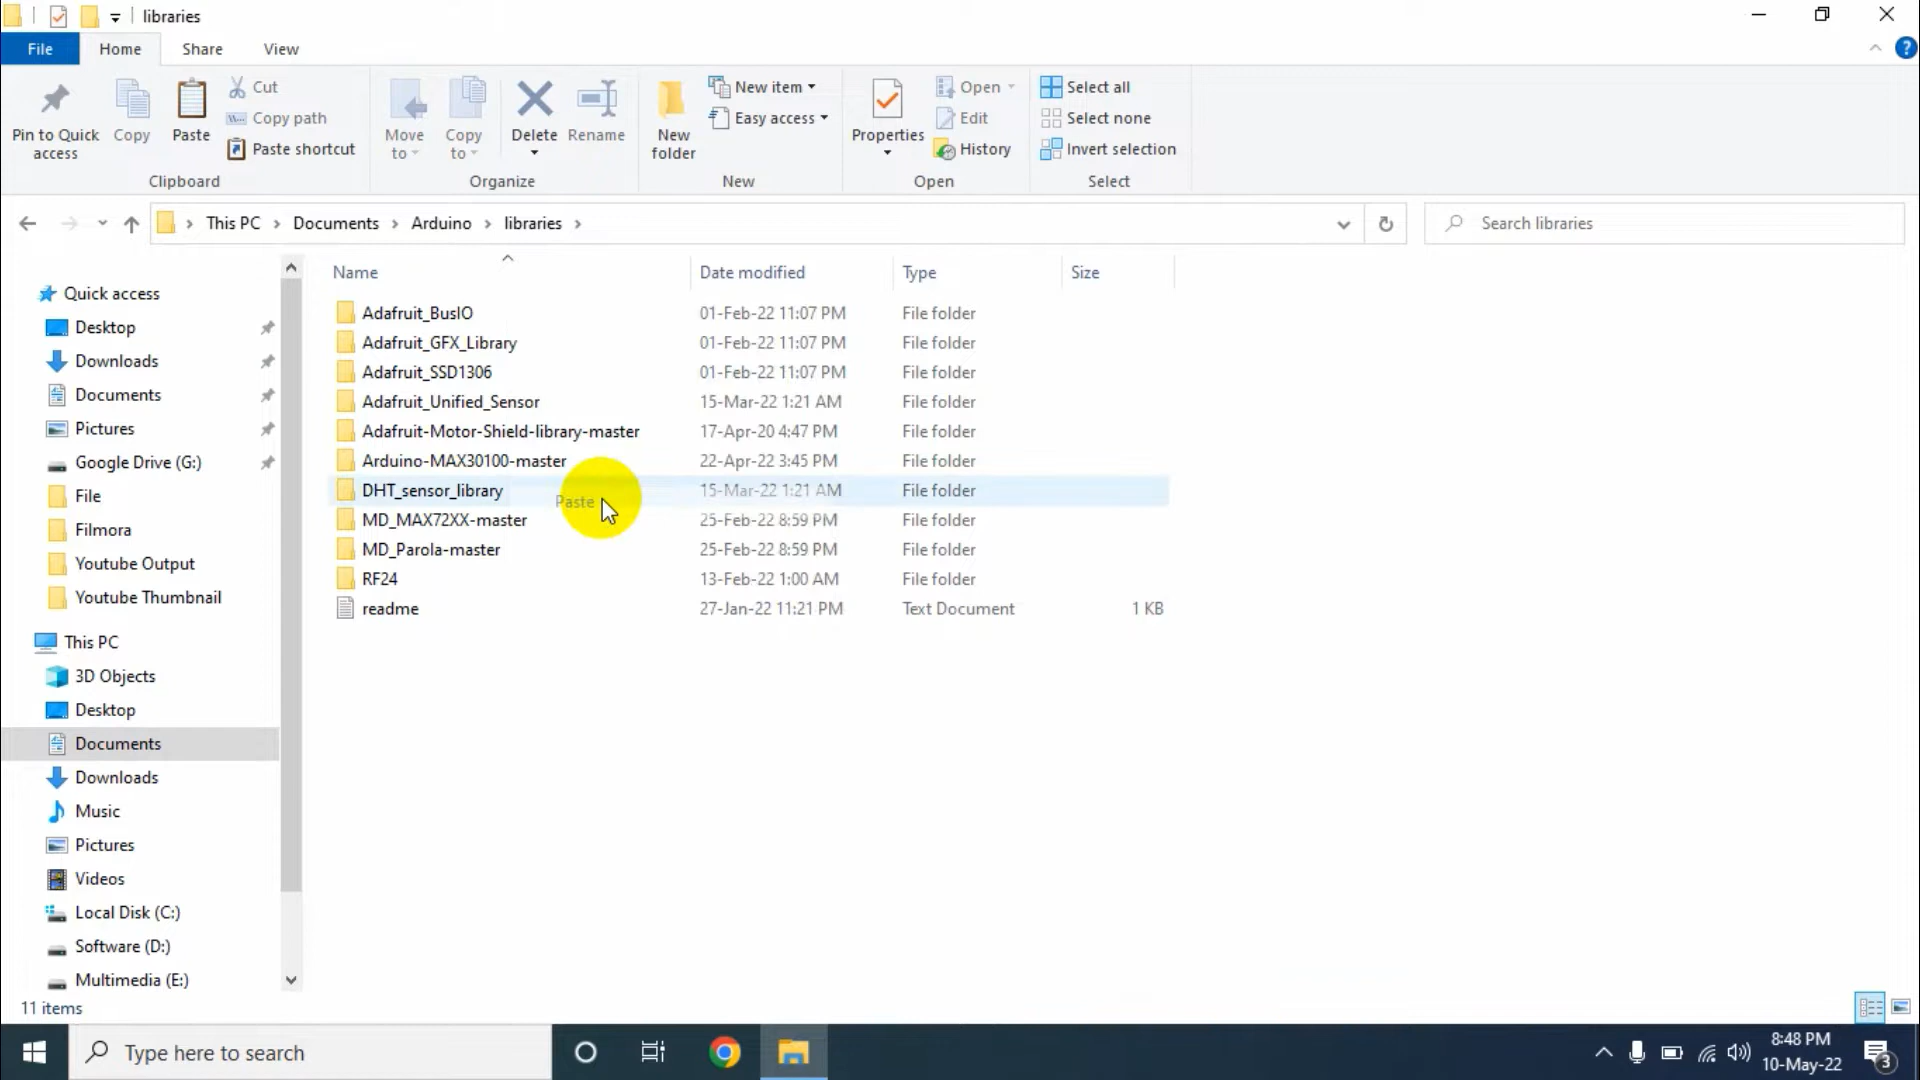 libraries
File Home Share View
Pin to Quick access
Copy
Paste
Cut
Copy path
Paste shortcut
Clipboard
Move to
Copy to
Delete
Rename
Organize
New folder
New item
Easy access
New
Properties
Open
Edit
History
Open
Select all
Select none
Invert selection
Select
This PC Documents Arduino libraries
Search libraries
Quick access
Desktop
Downloads
Documents
Pictures
Google Drive (G:)
File
Filmora
Youtube Output
Youtube Thumbnail
This PC
3D Objects
Desktop
Documents
Downloads
Music
Pictures
Videos
Local Disk (C:)
Software (D:)
Multimedia (E:)
Name Date modified Type Size
Adafruit_BusIO 01-Feb-22 11:07 PM File folder
Adafruit_GFX_Library 01-Feb-22 11:07 PM File folder
Adafruit_SSD1306 01-Feb-22 11:07 PM File folder
Adafruit_Unified_Sensor 15-Mar-22 1:21 AM File folder
Adafruit-Motor-Shield-library-master 17-Apr-20 4:47 PM File folder
Arduino-MAX30100-master 22-Apr-22 3:45 PM File folder
DHT_sensor_library 15-Mar-22 1:21 AM File folder
Paste
MD_MAX72XX-master 25-Feb-22 8:59 PM File folder
MD_Parola-master 25-Feb-22 8:59 PM File folder
RF24 13-Feb-22 1:00 AM File folder
readme 27-Jan-22 11:21 PM Text Document 1 KB
11 items
Type here to search
8:48 PM
10-May-22
3